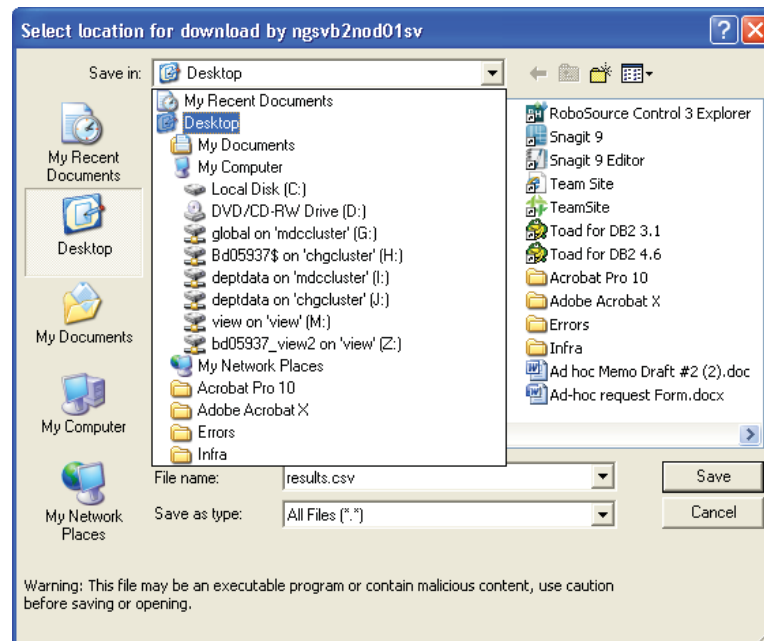 Select location for download by ngsvb2nod01sv
Save in: Desktop
My Recent Documents
Desktop
My Documents
My Computer
Local Disk (C:)
DVD/CD-RW Drive (D:)
global on 'mdccluster' (G:)
Bd05937$ on 'chgcluster' (H:)
deptdata on 'mdccluster' (I:)
deptdata on 'chgcluster' (J:)
view on 'view' (M:)
bd05937_view2 on 'view' (Z:)
My Network Places
Acrobat Pro 10
Adobe Acrobat X
Errors
Infra
My Recent
Documents
Desktop
My Documents
My Computer
My Network
Places
RoboSource Control 3 Explorer
Snagit 9
Snagit 9 Editor
Team Site
TeamSite
Toad for DB2 3.1
Toad for DB2 4.6
Acrobat Pro 10
Adobe Acrobat X
Errors
Infra
Ad hoc Memo Draft #2 (2).doc
Ad-hoc request Form.docx
File name: results.csv
Save
Save as type: All Files (*.*)
Cancel
Warning: This file may be an executable program or contain malicious content, use caution
before saving or opening.